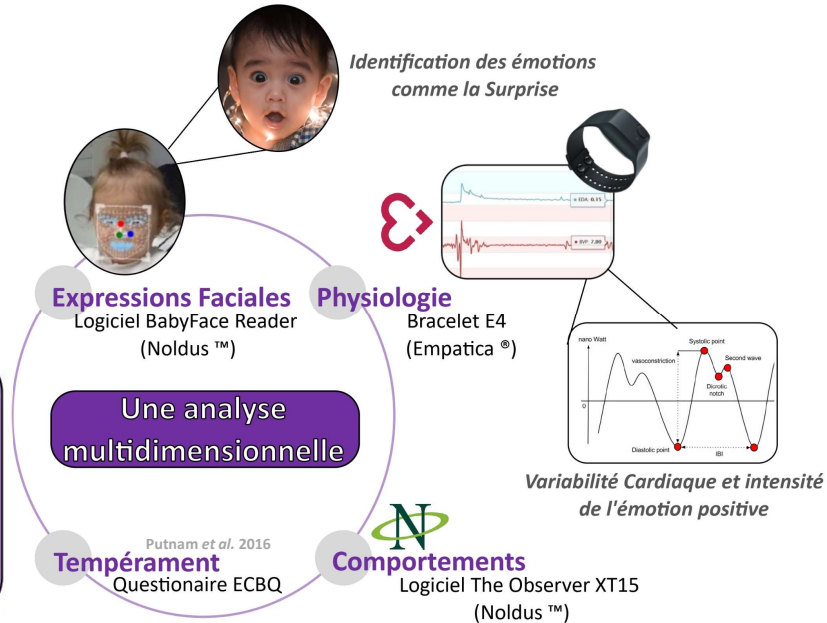 Identification des émotions
comme la Surprise
EDA: 0.15
BVP: 7.00
Expressions Faciales
Logiciel BabyFace Reader
(Noldus ™)
Physiologie
Bracelet E4
(Empatica ®)
nano Watt
Systolic point
vasoconstriction
Second wave
Dicrotic
notch
0
Diastolic point
IBI
Une analyse
multidimensionnelle
Variabilité Cardiaque et intensité
de l'émotion positive
Putnam et al. 2016
Tempérament
Questionaire ECBQ
N
Comportements
Logiciel The Observer XT15
(Noldus ™)